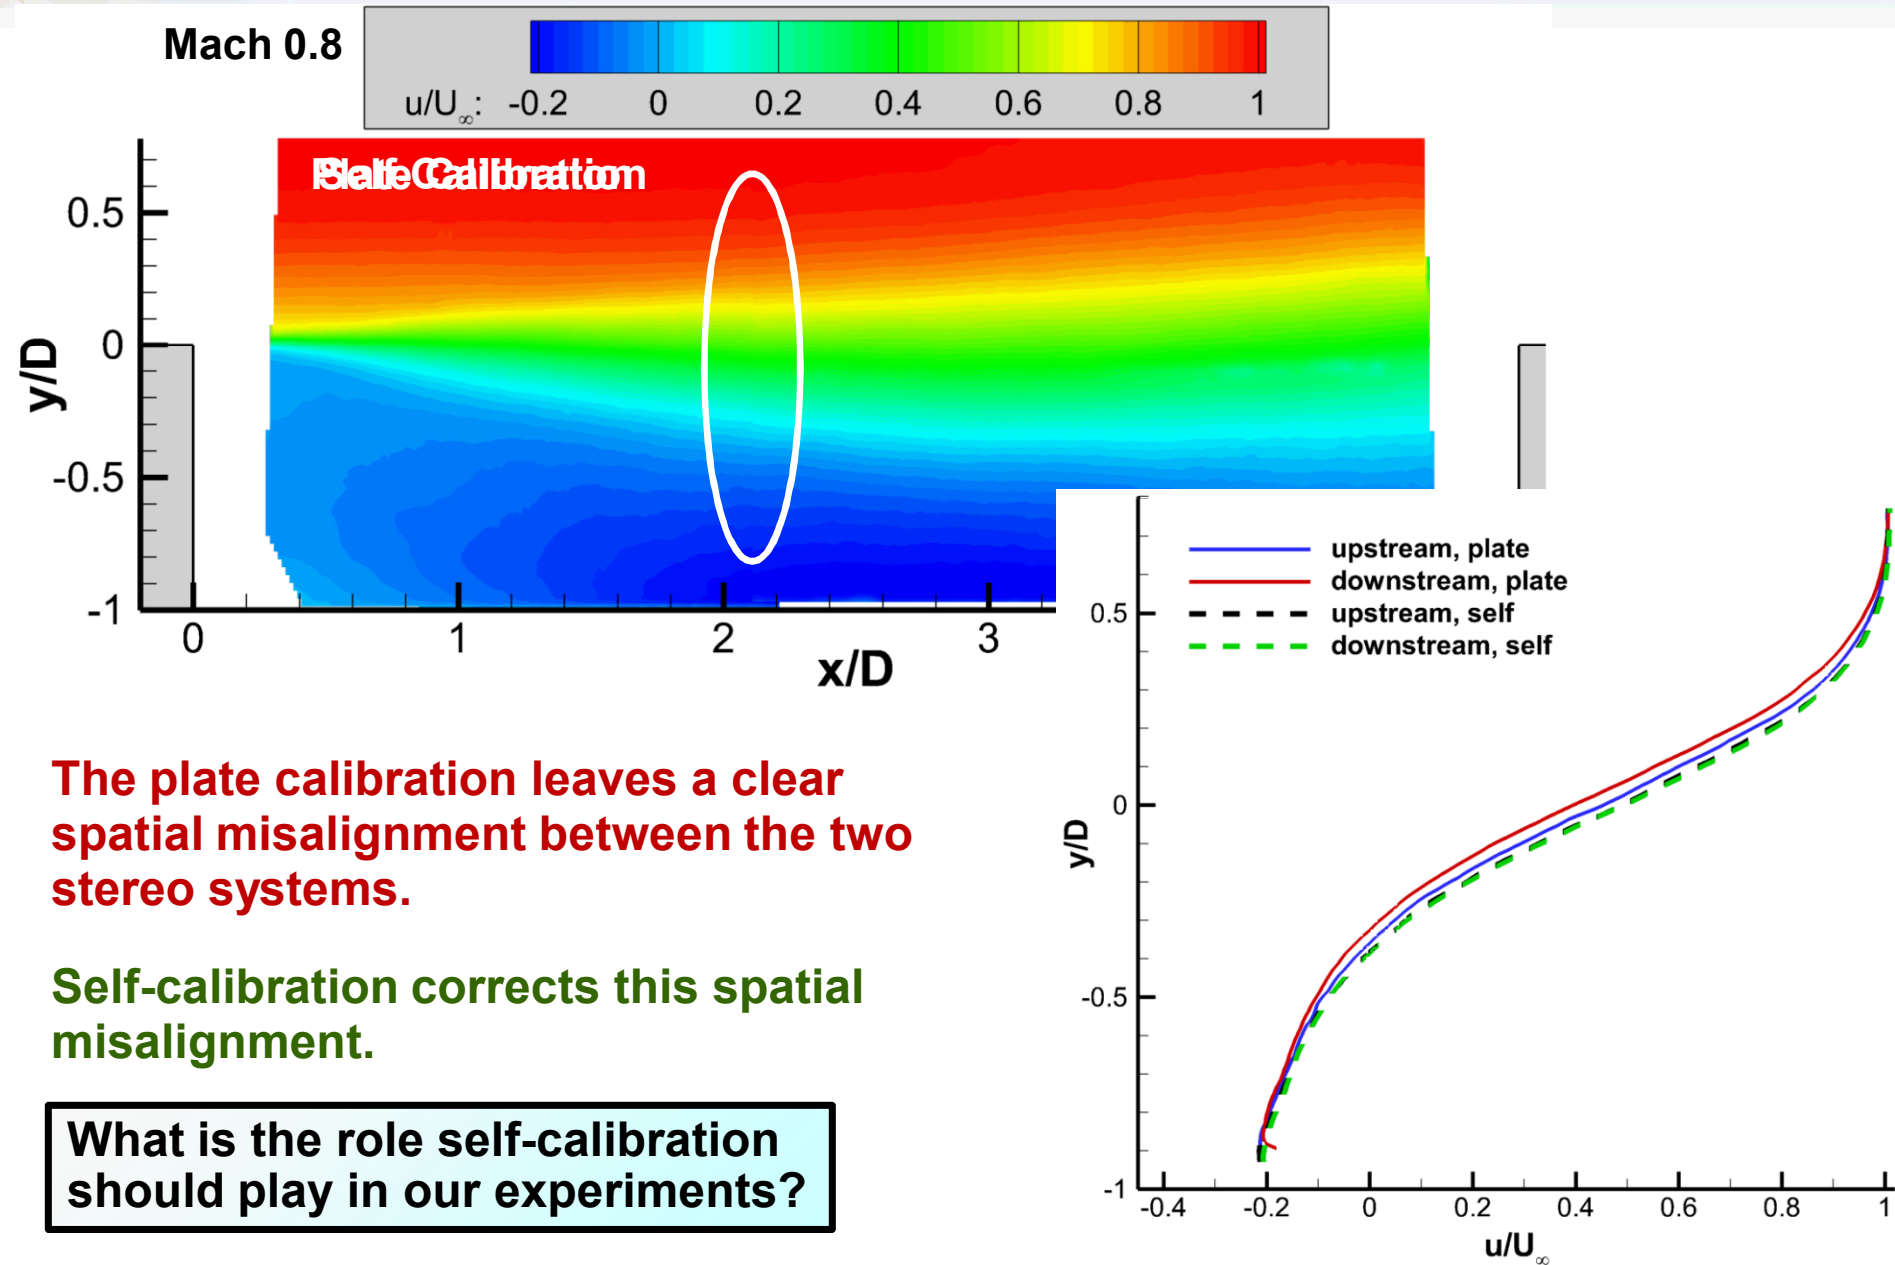 Mach 0.8
u/U∞: -0.2 0 0.2 0.4 0.6 0.8 1
Plate Calibration
Self-Calibration
0.5
0
-0.5
-1
y/D
0 1 2 3
x/D
upstream, plate
downstream, plate
upstream, self
downstream, self
0.5
0
-0.5
-1
y/D
-0.4 -0.2 0 0.2 0.4 0.6 0.8 1
u/U∞
The plate calibration leaves a clear
spatial misalignment between the two
stereo systems.
Self-calibration corrects this spatial
misalignment.
What is the role self-calibration
should play in our experiments?